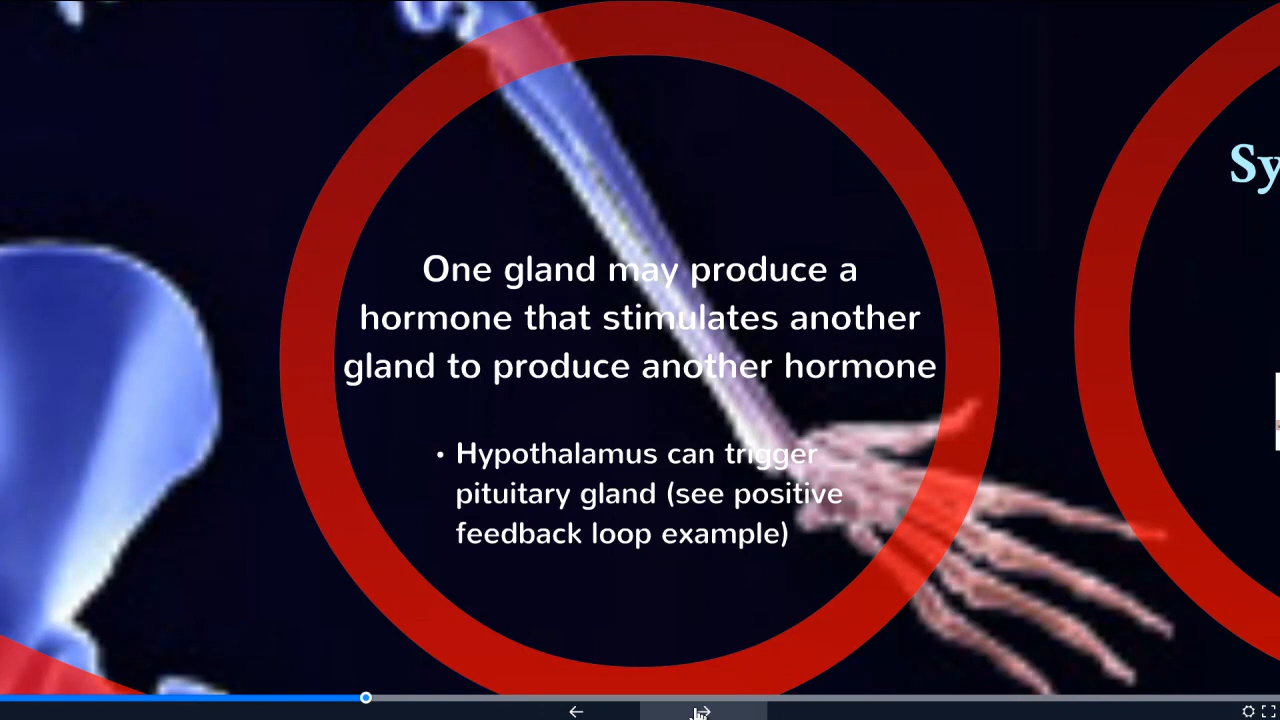 One gland may produce a
hormone that stimulates another
gland to produce another hormone
• Hypothalamus can trigger
pituitary gland (see positive
feedback loop example)
Sy